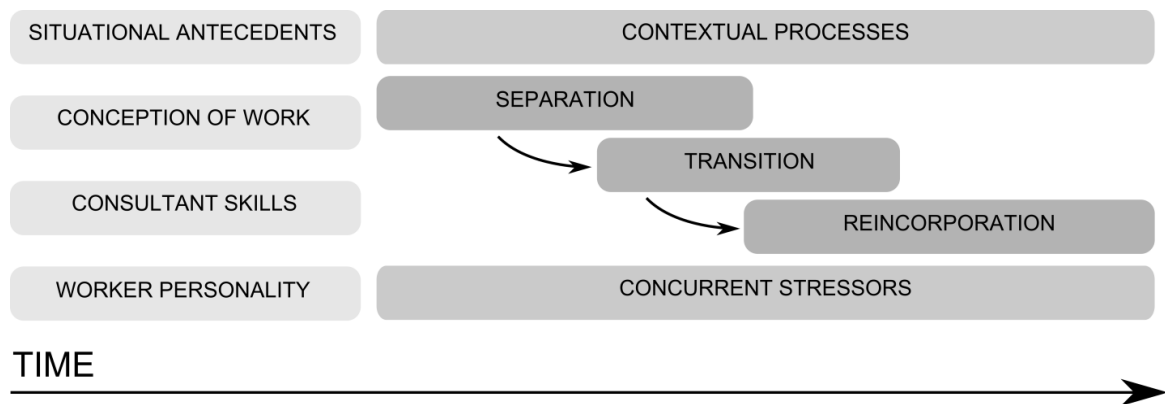 SITUATIONAL ANTECEDENTS
CONTEXTUAL PROCESSES
CONCEPTION OF WORK
SEPARATION
TRANSITION
CONSULTANT SKILLS
REINCORPORATION
WORKER PERSONALITY
CONCURRENT STRESSORS
TIME